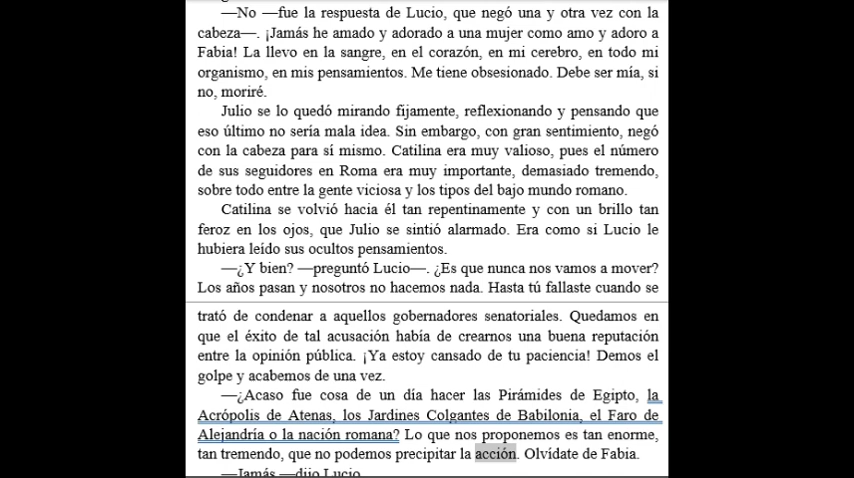 —No —fue la respuesta de Lucio, que negó una y otra vez con la
cabeza—. ¡Jamás he amado y adorado a una mujer como amo y adoro a
Fabia! La llevo en la sangre, en el corazón, en mi cerebro, en todo mi
organismo, en mis pensamientos. Me tiene obsesionado. Debe ser mía, si
no, moriré.
Julio se lo quedó mirando fijamente, reflexionando y pensando que
eso último no sería mala idea. Sin embargo, con gran sentimiento, negó
con la cabeza para sí mismo. Catilina era muy valioso, pues el número
de sus seguidores en Roma era muy importante, demasiado tremendo,
sobre todo entre la gente viciosa y los tipos del bajo mundo romano.
Catilina se volvió hacia él tan repentinamente y con un brillo tan
feroz en los ojos, que Julio se sintió alarmado. Era como si Lucio le
hubiera leído sus ocultos pensamientos.
—¿Y bien? —preguntó Lucio—. ¿Es que nunca nos vamos a mover?
Los años pasan y nosotros no hacemos nada. Hasta tú fallaste cuando se
trató de condenar a aquellos gobernadores senatoriales. Quedamos en
que el éxito de tal acusación había de crearnos una buena reputación
entre la opinión pública. ¡Ya estoy cansado de tu paciencia! Demos el
golpe y acabemos de una vez.
—¿Acaso fue cosa de un día hacer las Pirámides de Egipto, la
Acrópolis de Atenas, los Jardines Colgantes de Babilonia, el Faro de
Alejandría o la nación romana? Lo que nos proponemos es tan enorme,
tan tremendo, que no podemos precipitar la acción. Olvídate de Fabia.
—Jamás —dijo Lucio